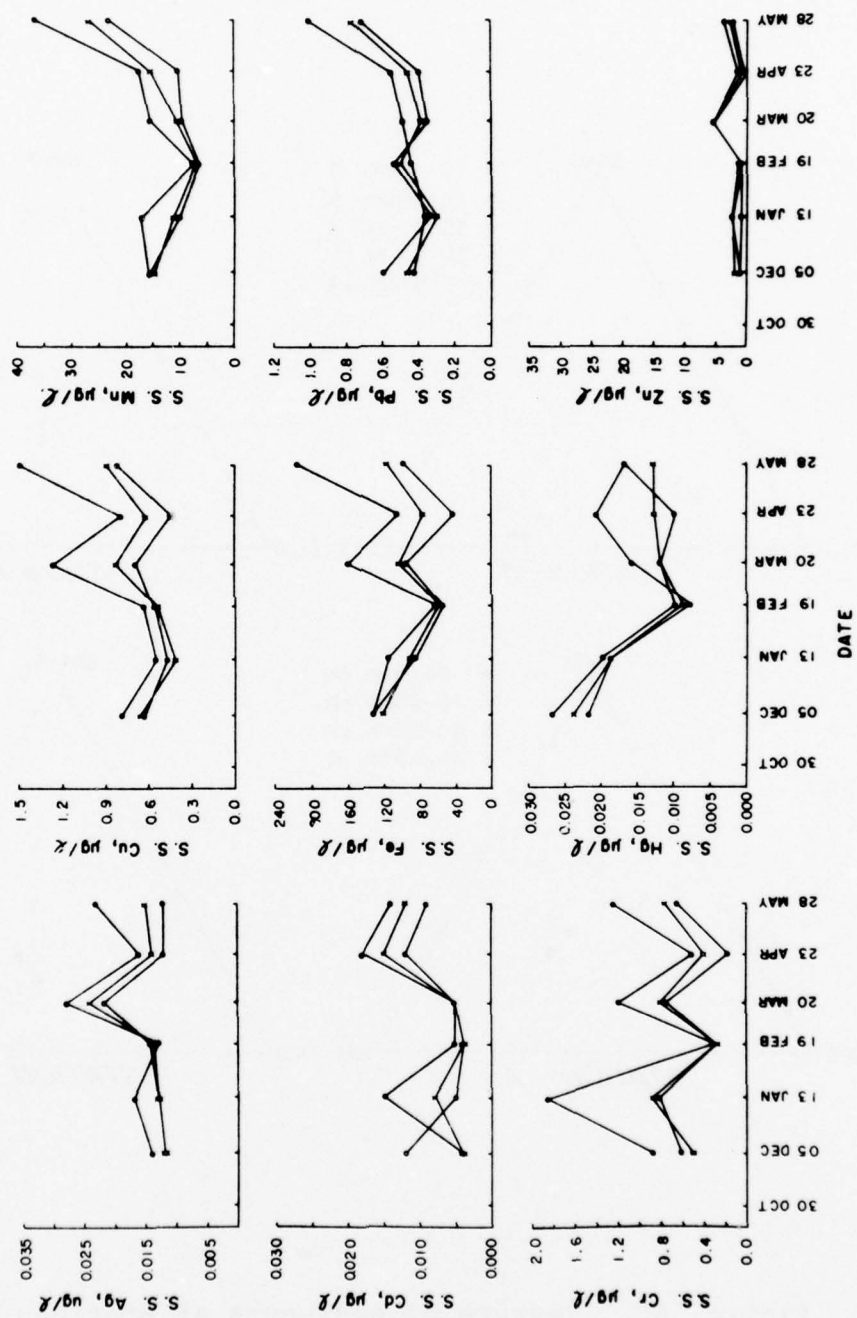 S. S. Ag, ug/ℓ
0.035
0.025
0.015
S. S. Cu, µg/
1.5
1.2
0.9
0.6
0.3
0.0
S. S. Mn, µg/ℓ.
40
30
20
10
0
S. S. Cd, µg/ℓ
0.020
0.010
0.000
S. S. Fe, µg/ℓ
240
160
120
80
40
S. S. Pb, µg/ℓ
1.2
1.0
0.8
0.6
0.4
0.2
0.0
S.S. Cr, µg/ℓ
2.0
1.6
1.2
0.8
0.4
0.0
S. S. Hg, µg/ℓ
0.030
0.025
0.020
0.015
0.010
0.005
0.000
S.S. Zn, µg/ℓ
35
30
25
20
15
10
5
0
30 OCT
05 DEC
13 JAN
19 FEB
20 MAR
23 APR
28 MAY
30 OCT
05 DEC
13 JAN
19 FEB
20 MAR
23 APR
28 MAY
30 OCT
05 DEC
13 JAN
19 FEB
20 MAR
23 APR
28 MAY
DATE